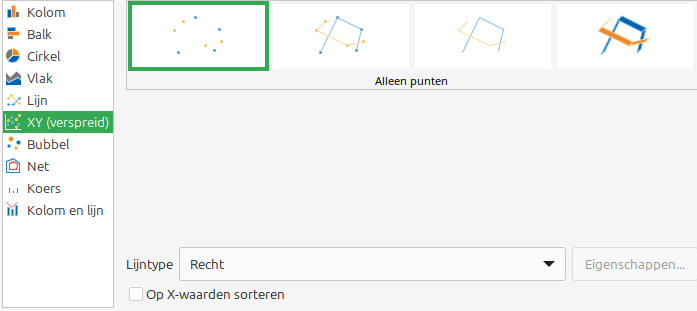 Kolom
Balk
Cirkel
Vlak
Lijn
XY (verspreid)
Bubbel
Net
Koers
Kolom en lijn
Alleen punten
Lijntype
Recht
Eigenschappen...
Op X-waarden sorteren